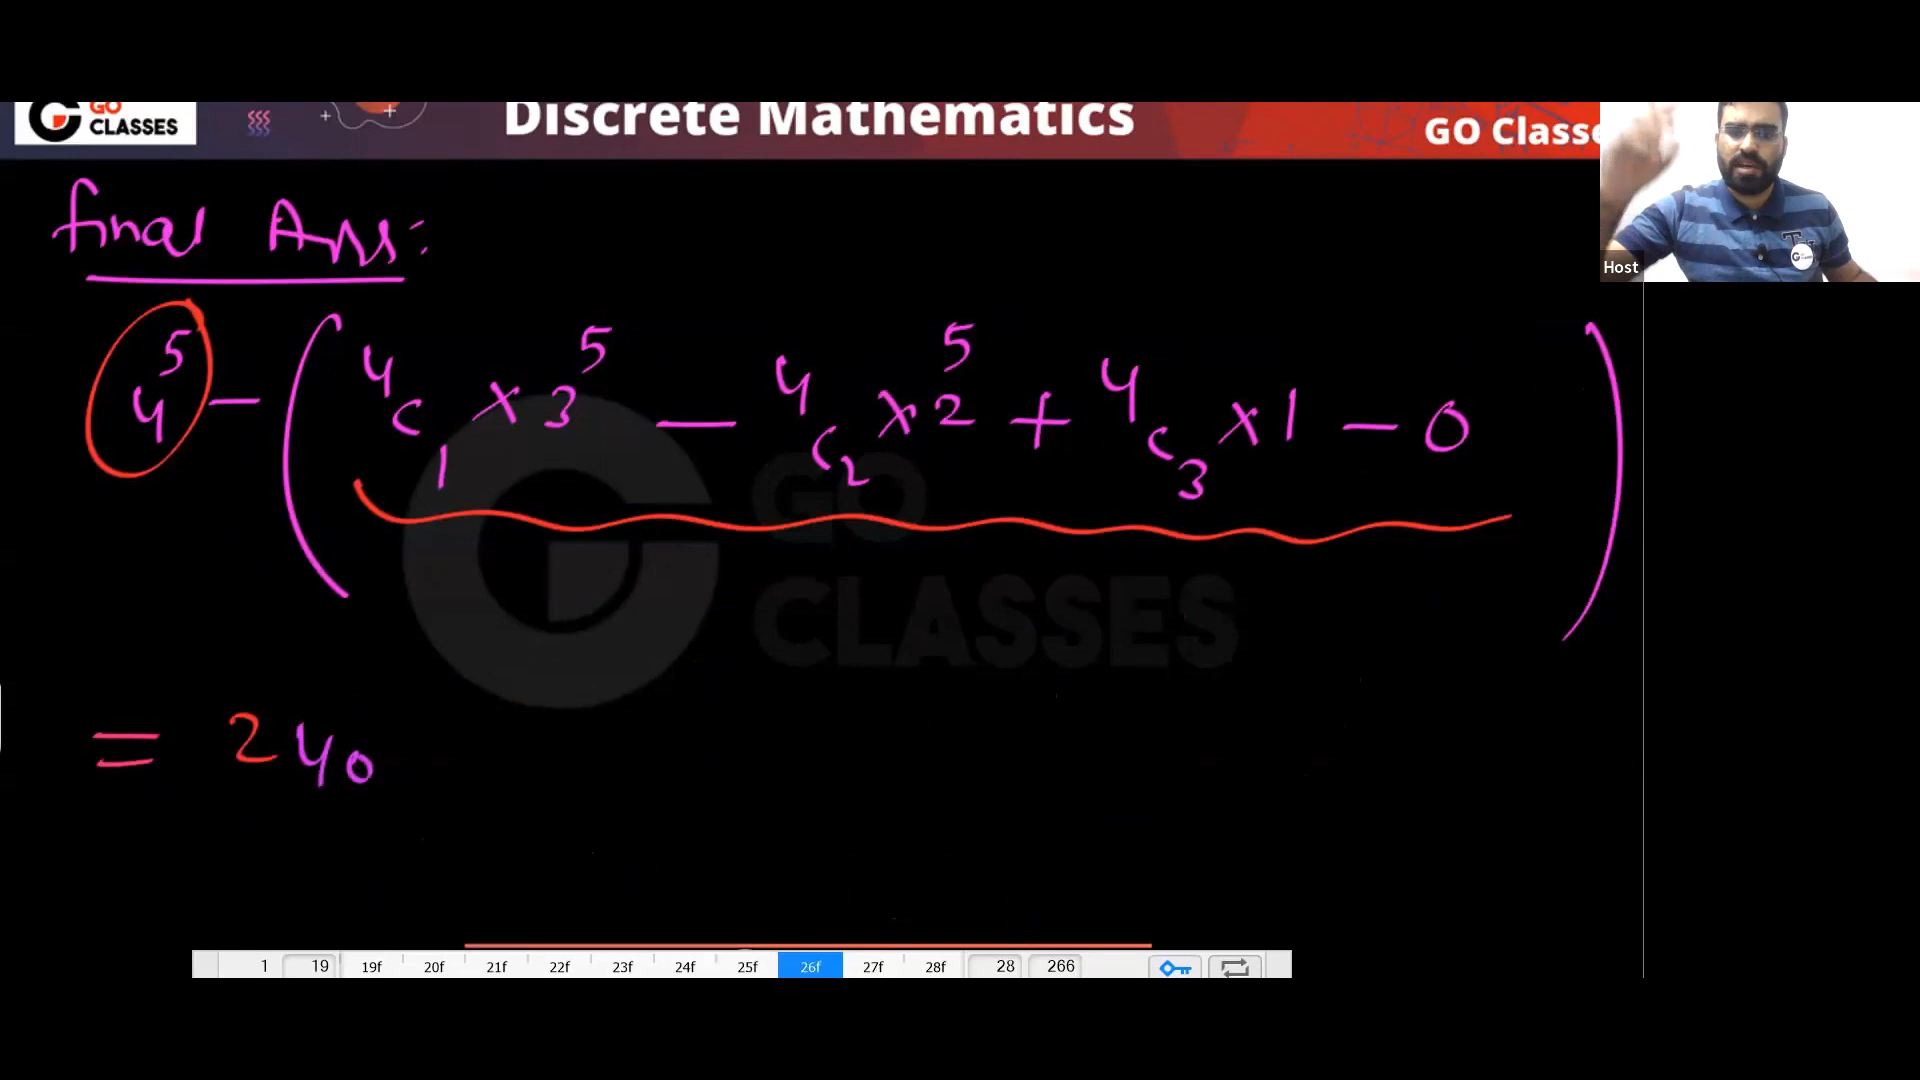 GO CLASSES
Discrete Mathematics
GO Classe
Host
final Ans:
4^5 - ( 4C1 x 3^5 - 4C2 x 2^5 + 4C3 x 1 - 0 )
GO
CLASSES
= 240
1 19 19f 20f 21f 22f 23f 24f 25f 26f 27f 28f 28 266